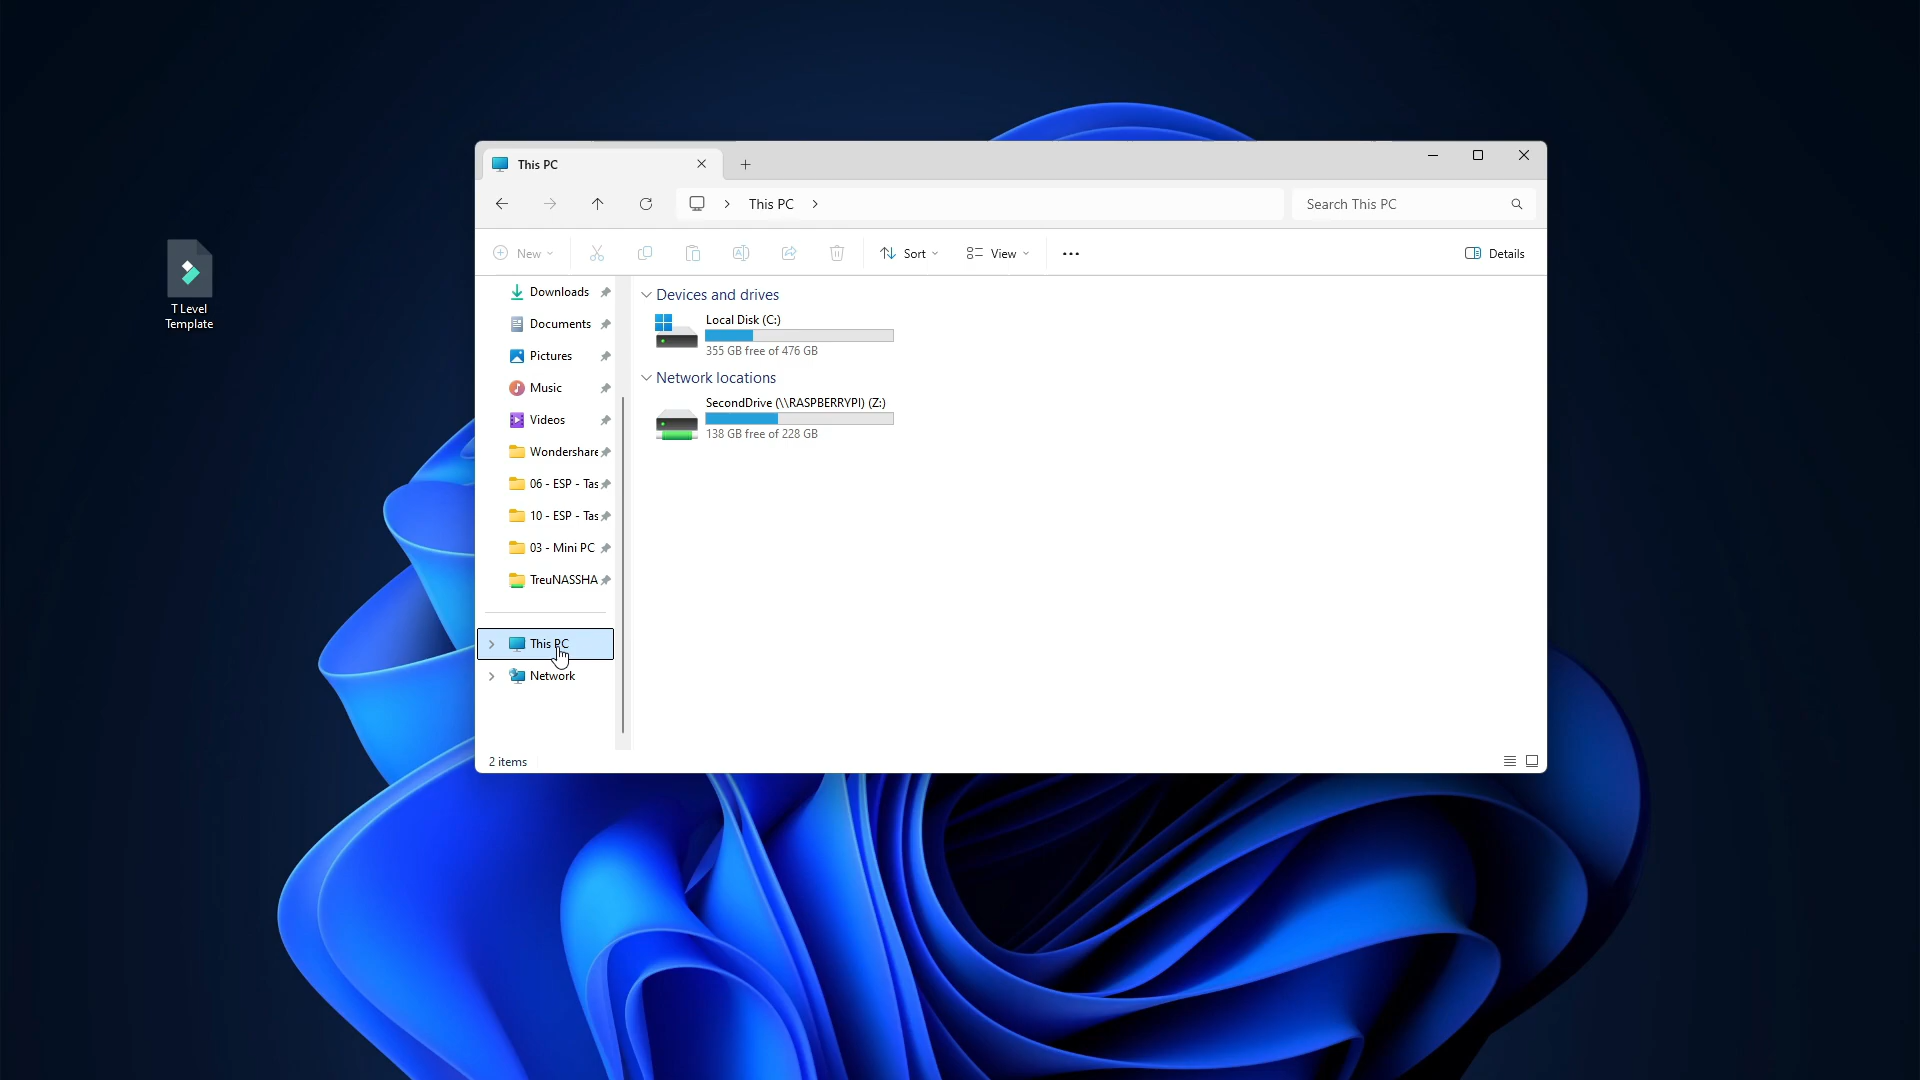 T Level
Template
This PC
This PC
Search This PC
New
Sort
View
Details
Downloads
Documents
Pictures
Music
Videos
Wondershare
06 - ESP - Tas
10 - ESP - Tas
03 - Mini PC
TreuNASSHA
This PC
Network
Devices and drives
Local Disk (C:)
355 GB free of 476 GB
Network locations
SecondDrive (\\RASPBERRYPI) (Z:)
138 GB free of 228 GB
2 items